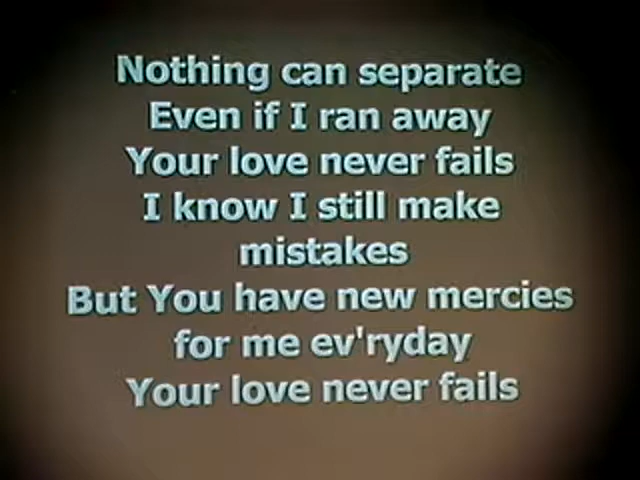 Nothing can separate
Even if I ran away
Your love never fails
I know I still make
mistakes
But You have new mercies
for me ev'ryday
Your love never fails